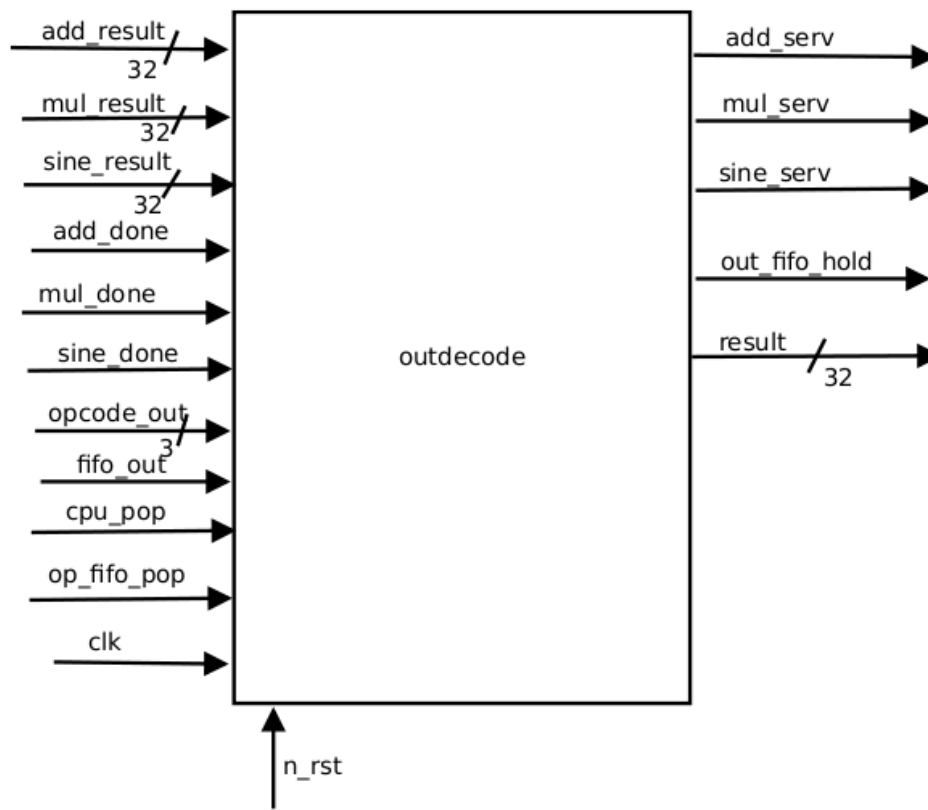 add_result
32
mul_result
32
sine_result
32
add_done
mul_done
sine_done
opcode_out
3
fifo_out
cpu_pop
op_fifo_pop
clk
n_rst
outdecode
add_serv
mul_serv
sine_serv
out_fifo_hold
result
32